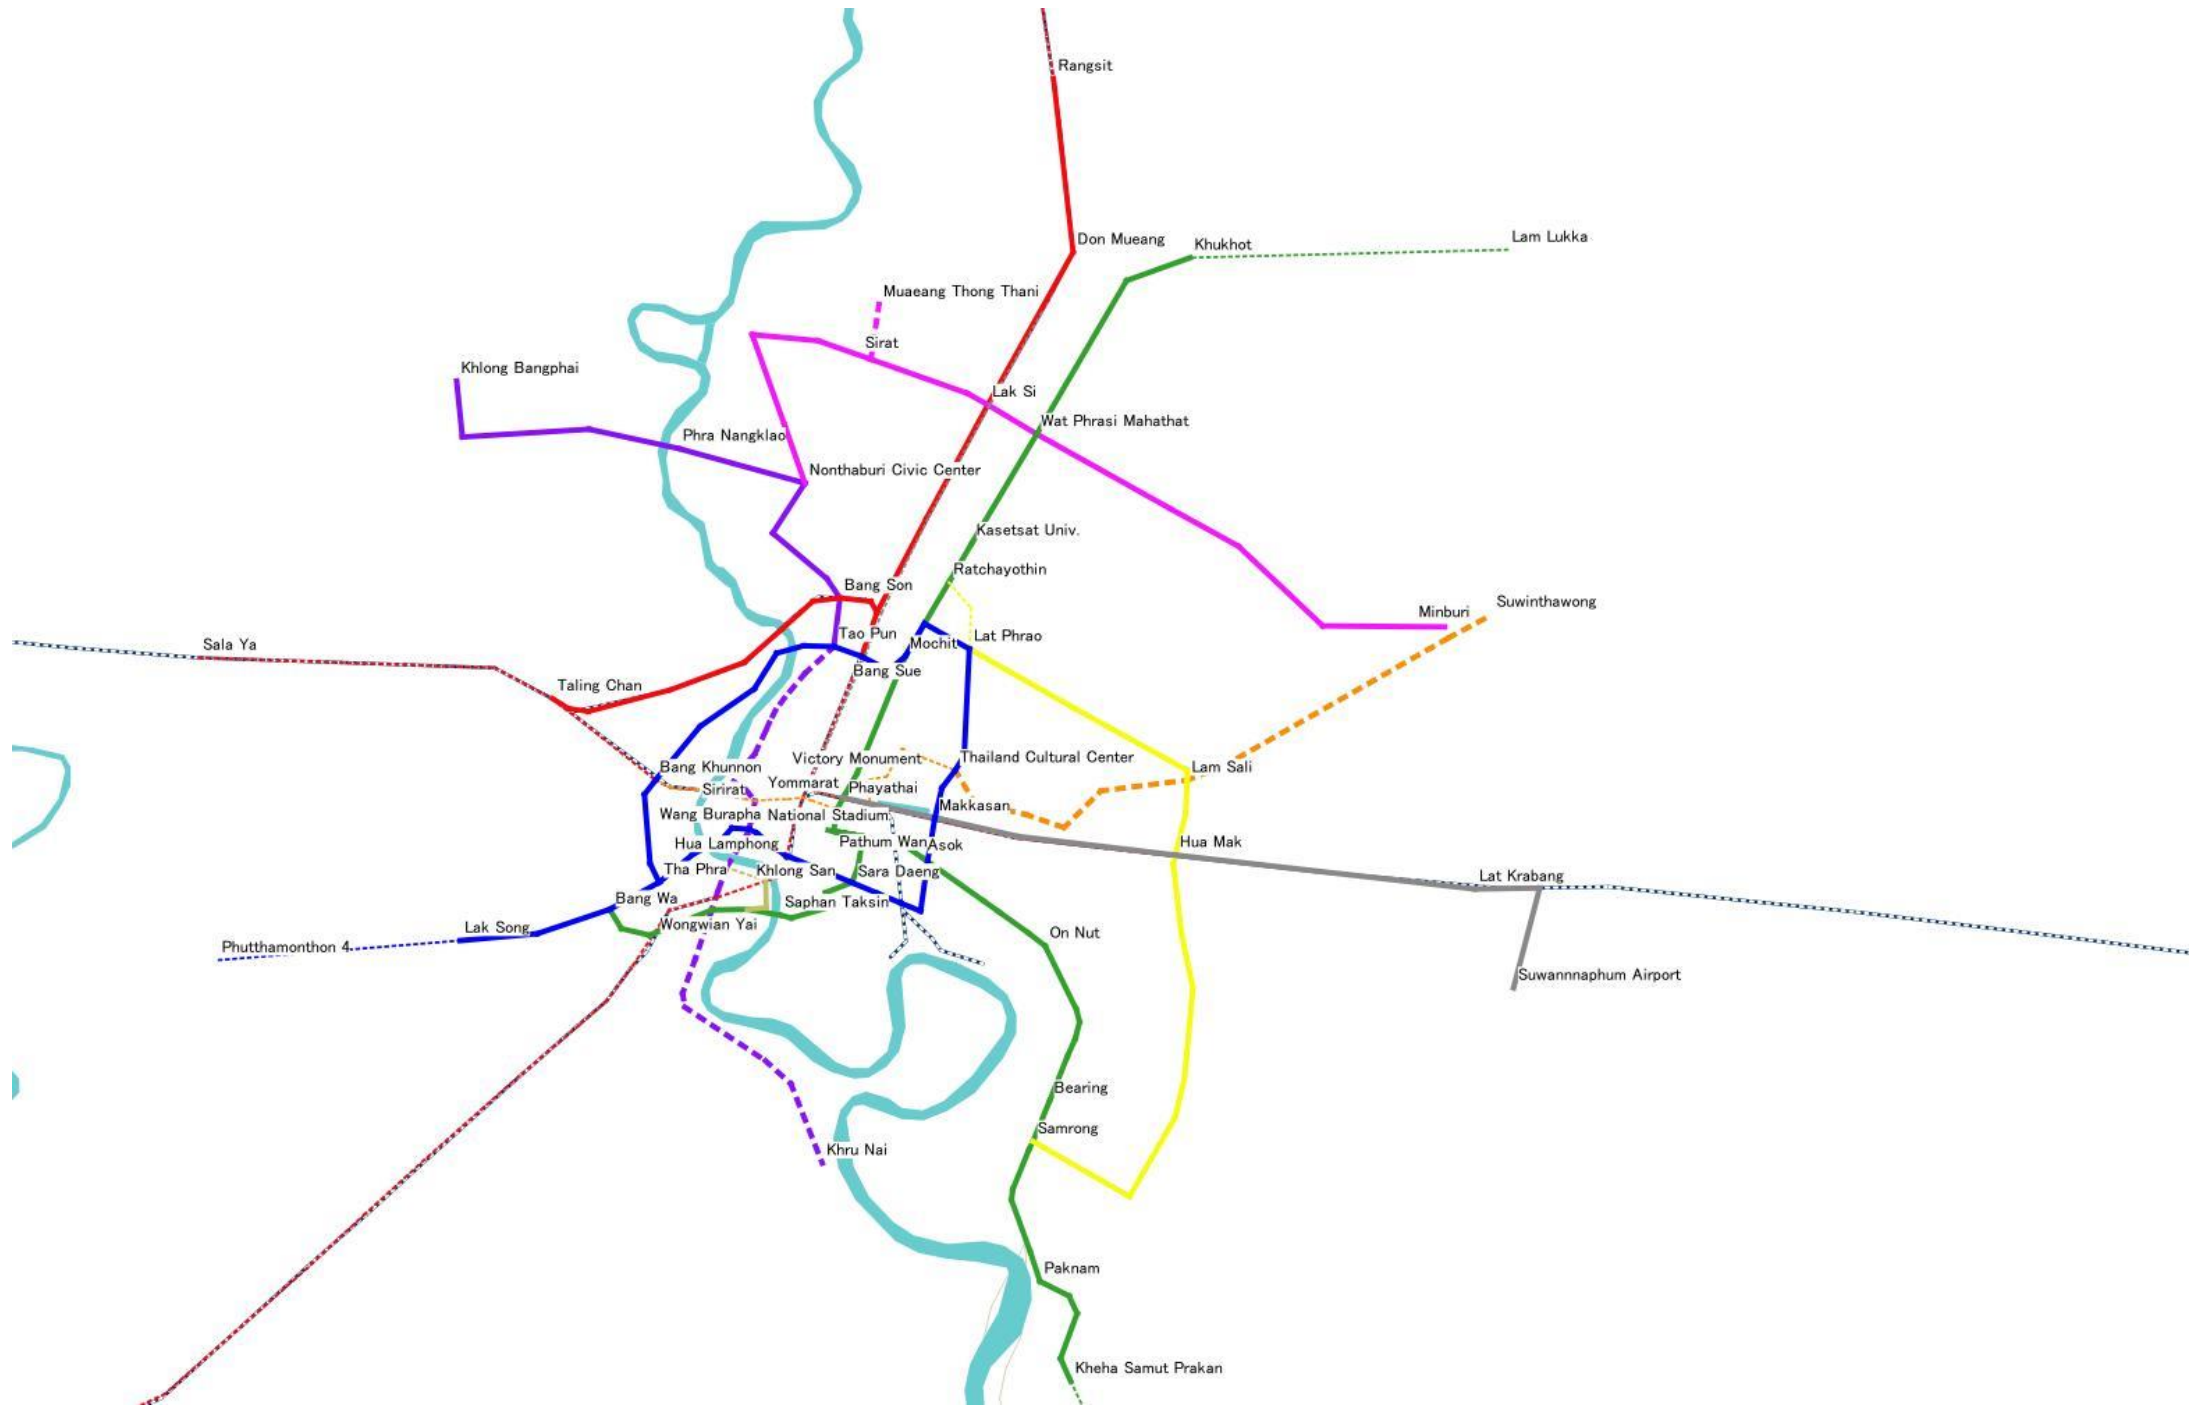 Rangsit
Don Mueang
Khukhot
Lam Lukka
Muaeang Thong Thani
Sirat
Khlong Bangphai
Lak Si
Wat Phrasi Mahathat
Phra Nangklao
Nonthaburi Civic Center
Kasetsat Univ.
Ratchayothin
Bang Son
Minburi
Suwinthawong
Tao Pun
Mochit
Lat Phrao
Sala Ya
Bang Sue
Taling Chan
Victory Monument
Thailand Cultural Center
Bang Khunnon
Lam Sali
Yommarat
Phayathai
Sirirat
Makkasan
Wang Burapha
National Stadium
Hua Lamphong
Pathum Wan
Asok
Hua Mak
Tha Phra
Khlong San
Sara Daeng
Lat Krabang
Bang Wa
Saphan Taksin
Lak Song
Wongwian Yai
On Nut
Phutthamonthon 4
Suwannnaphum Airport
Bearing
Samrong
Khru Nai
Paknam
Kheha Samut Prakan